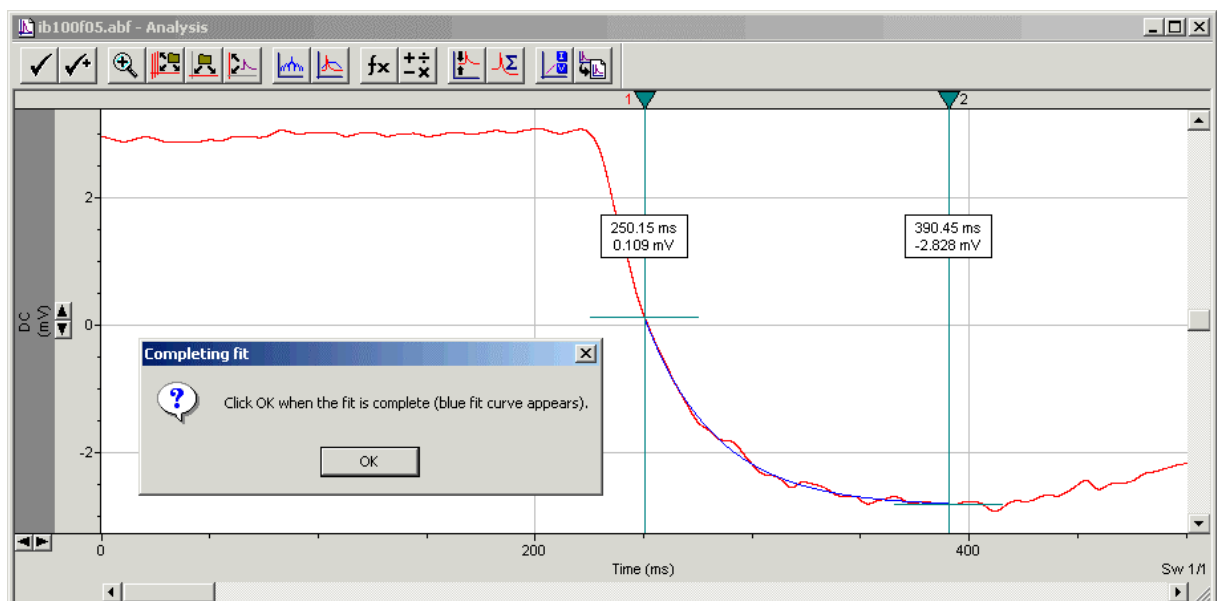 ib100f05.abf - Analysis
fx
Σ
I
V
1
2
2
0
-2
DC
(mV)
250.15 ms
0.109 mV
390.45 ms
-2.828 mV
Completing fit
?
Click OK when the fit is complete (blue fit curve appears).
OK
0
200
400
Time (ms)
Sw 1/1